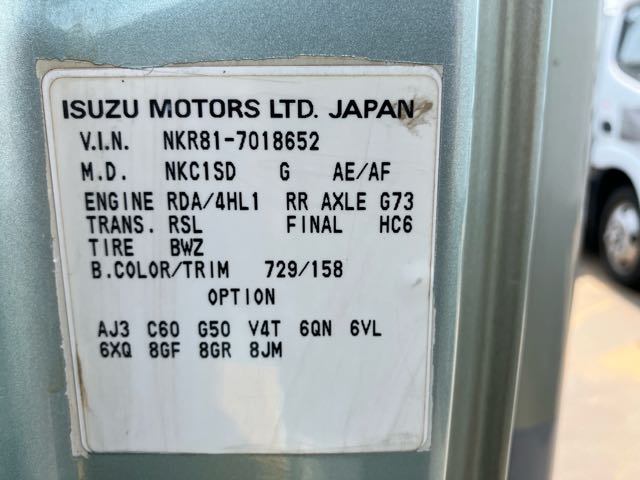 ISUZU MOTORS LTD. JAPAN
V.I.N. NKR81-7018652
M.D. NKC1SD G AE/AF
ENGINE RDA/4HL1 RR AXLE G73
TRANS. RSL FINAL HC6
TIRE BWZ
B.COLOR/TRIM 729/158
OPTION
AJ3 C60 G50 V4T 6QN 6VL
6XQ 8GF 8GR 8JM